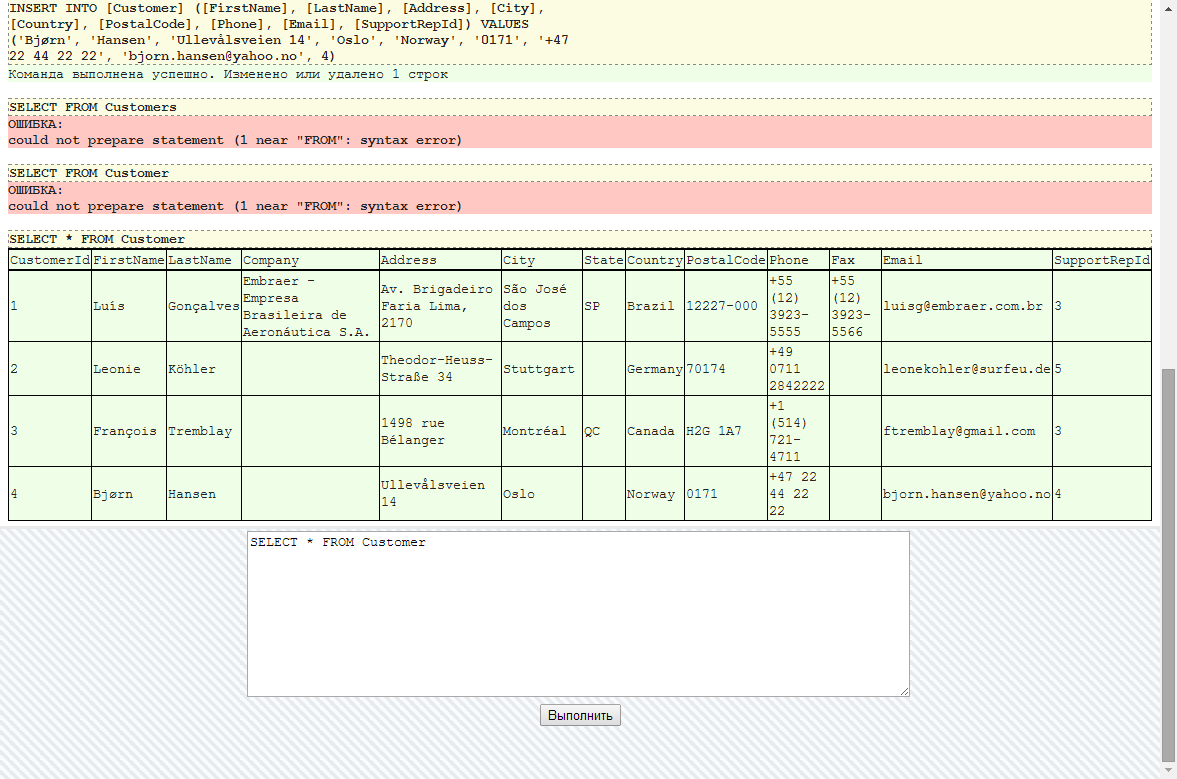 INSERT INTO [Customer] ([FirstName], [LastName], [Address], [City],
[Country], [PostalCode], [Phone], [Email], [SupportRepId]) VALUES
('Bjørn', 'Hansen', 'Ullevålsveien 14', 'Oslo', 'Norway', '0171', '+47
22 44 22 22', 'bjorn.hansen@yahoo.no', 4)
Команда выполнена успешно. Изменено или удалено 1 строк
SELECT FROM Customers
ОШИБКА:
could not prepare statement (1 near "FROM": syntax error)
SELECT FROM Customer
ОШИБКА:
could not prepare statement (1 near "FROM": syntax error)
SELECT * FROM Customer
CustomerId FirstName LastName Company Address City State Country PostalCode Phone Fax Email SupportRepId
1
Luís
Gonçalves
Embraer -
Empresa
Brasileira de
Aeronáutica S.A.
Av. Brigadeiro
Faria Lima,
2170
São José
dos
Campos
SP
Brazil
12227-000
+55
(12)
3923-
5555
+55
(12)
3923-
5566
luisg@embraer.com.br
3
2
Leonie
Köhler
Theodor-Heuss-
Straße 34
Stuttgart
Germany
70174
+49
0711
2842222
leonekohler@surfeu.de
5
3
François
Tremblay
1498 rue
Bélanger
Montréal
QC
Canada
H2G 1A7
+1
(514)
721-
4711
ftremblay@gmail.com
3
4
Bjørn
Hansen
Ullevålsveien
14
Oslo
Norway
0171
+47 22
44 22
22
bjorn.hansen@yahoo.no
4
SELECT * FROM Customer
Выполнить